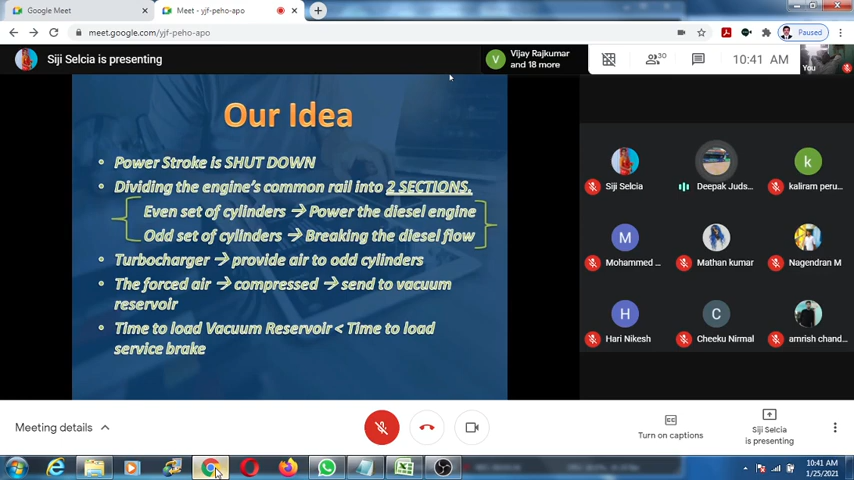 Google Meet
Meet - yjf-peho-apo
meet.google.com/yjf-peho-apo
Paused
Siji Selcia is presenting
V
Vijay Rajkumar
and 18 more
30
10:41 AM
You
Our Idea
• Power Stroke is SHUT DOWN
• Dividing the engine's common rail into 2 SECTIONS.
Even set of cylinders → Power the diesel engine
Odd set of cylinders → Breaking the diesel flow
• Turbocharger → provide air to odd cylinders
• The forced air → compressed → send to vacuum
reservoir
• Time to load Vacuum Reservoir < Time to load
service brake
Siji Selcia
Deepak Juds...
k
kaliram peru...
M
Mohammed ...
Mathan kumar
Nagendran M
H
Hari Nikesh
C
Cheeku Nirmal
amrish chand...
Meeting details
Turn on captions
Siji Selcia
is presenting
10:41 AM
1/25/2021